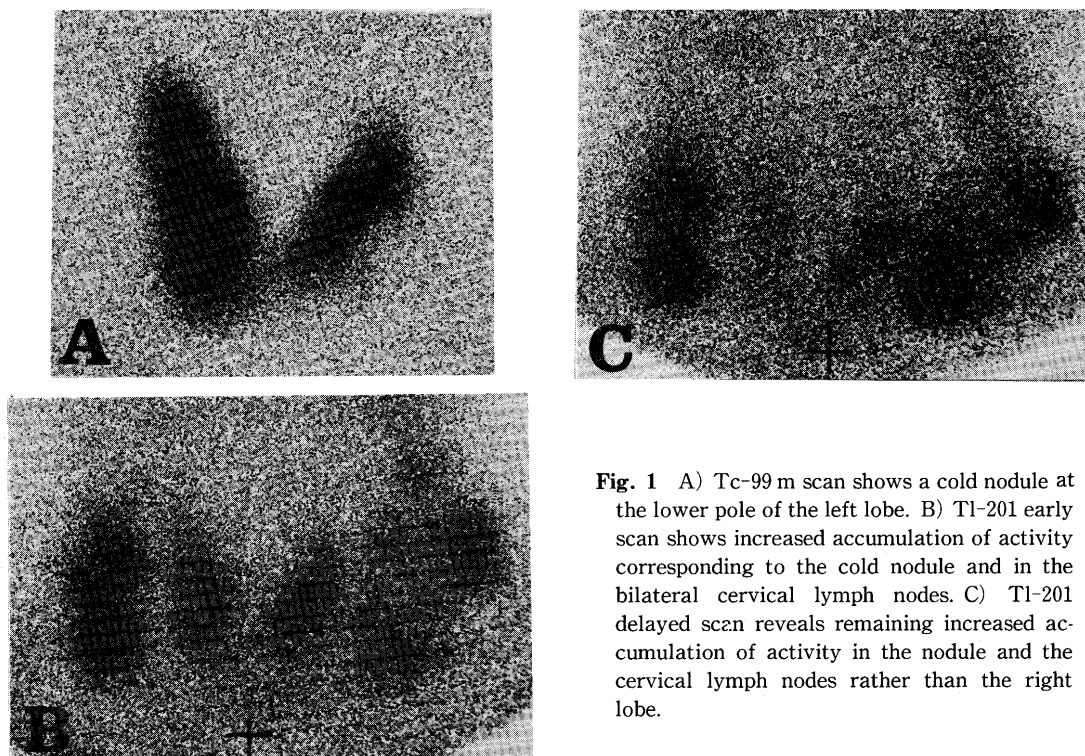 A
C
B
Fig. 1 A) Tc-99 m scan shows a cold nodule at
the lower pole of the left lobe. B) Tl-201 early
scan shows increased accumulation of activity
corresponding to the cold nodule and in the
bilateral cervical lymph nodes. C) Tl-201
delayed scan reveals remaining increased ac-
cumulation of activity in the nodule and the
cervical lymph nodes rather than the right
lobe.